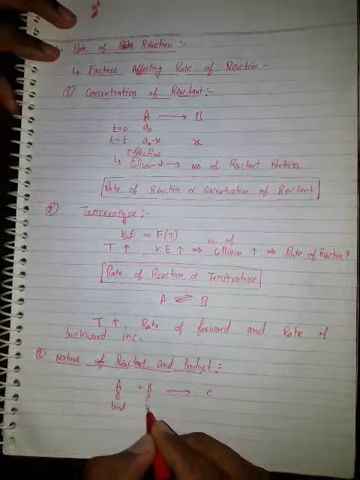 Rate of Reaction :-
↳ Factors Affecting Rate of Reaction :-
① Concentration of Reactant :-
A ⟶ B
t=0 a₀
t=t a₀-x x
Effective
↳ Collision ⟶ No of Reactant Particles
Rate of Reaction α Concentration of Reactant
② Temperature :-
K.E = F(T)
no. of
T ↑ , K.E ↑ ⇒ Collision ↑ ⇒ Rate of Reaction ↑
Rate of Reaction α Temperature
A ⇌ B
T ↑ , Rate of forward and Rate of
backward inc.
Nature of Reactant and Product :-
A + B ⟶ C
bond